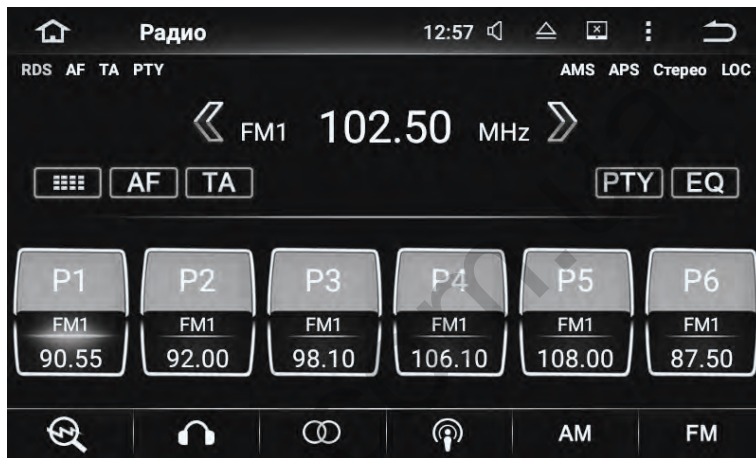 Радио 12:57
RDS AF TA PTY AMS APS Стерео LOC
FM1 102.50 MHz
AF TA PTY EQ
P1 P2 P3 P4 P5 P6
FM1 FM1 FM1 FM1 FM1 FM1
90.55 92.00 98.10 106.10 108.00 87.50
AM FM